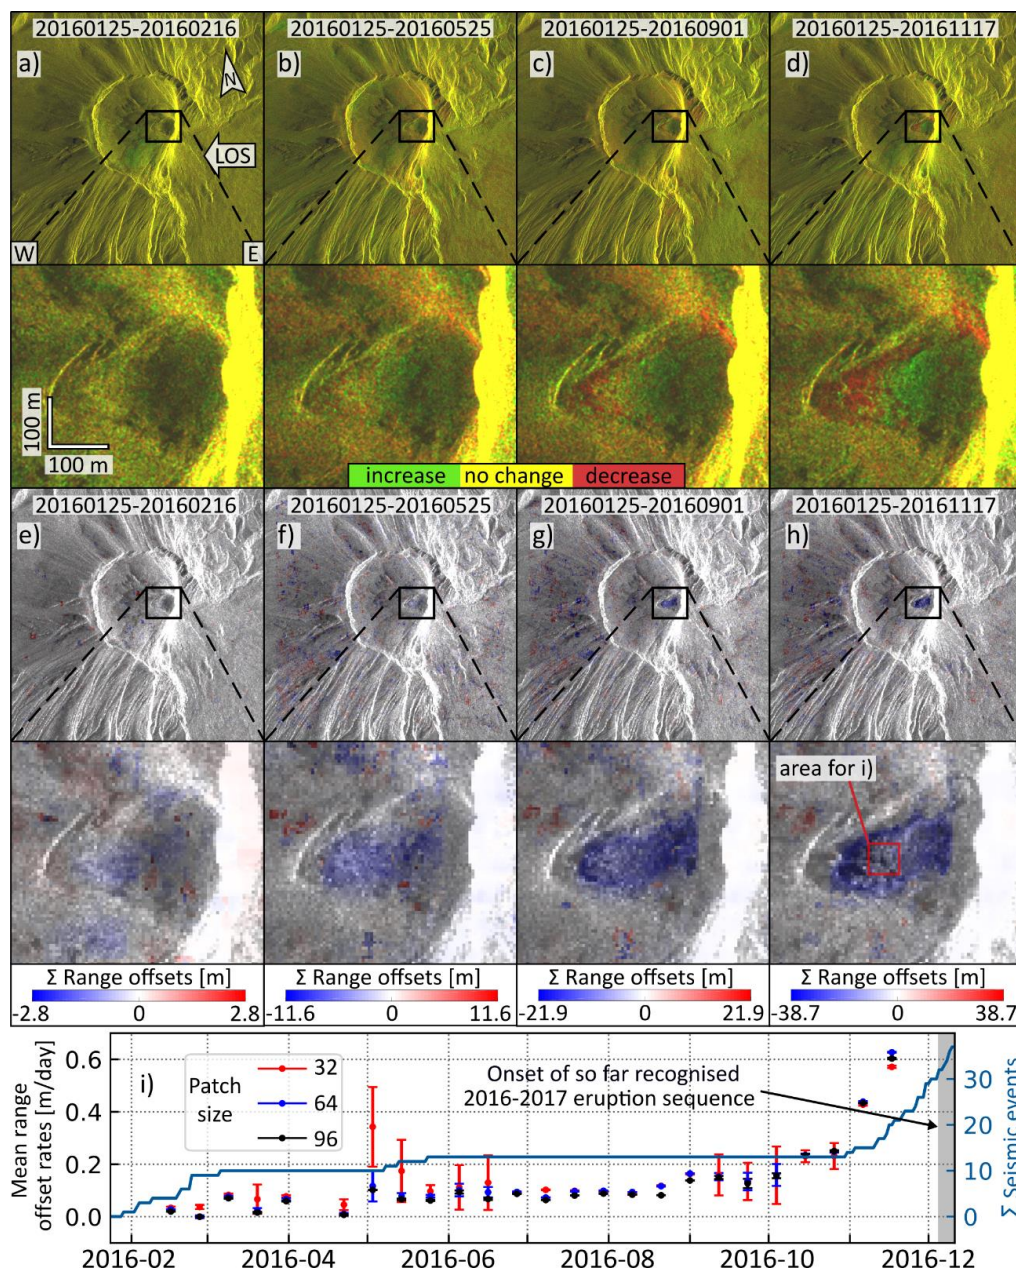 20160125-20160216 20160125-20160525 20160125-20160901 20160125-20161117
a) b) c) d)
N
LOS
W E
100 m
100 m
increase no change decrease
20160125-20160216 20160125-20160525 20160125-20160901 20160125-20161117
e) f) g) h)
area for i)
Σ Range offsets [m] Σ Range offsets [m] Σ Range offsets [m] Σ Range offsets [m]
-2.8 0 2.8 -11.6 0 11.6 -21.9 0 21.9 -38.7 0 38.7
i)
Patch
size
32
64
96
Onset of so far recognised
2016-2017 eruption sequence
Mean range
offset rates [m/day]
0.6
0.4
0.2
0.0
30
20
10
0
Σ Seismic events
2016-02 2016-04 2016-06 2016-08 2016-10 2016-12